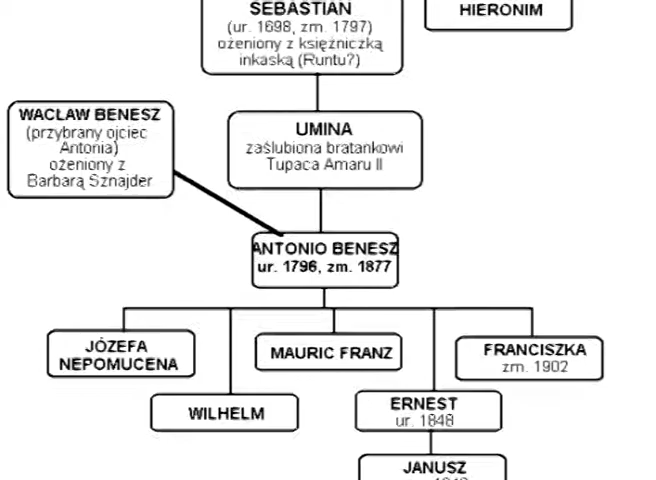 SEBASTIAN
(ur. 1698, zm. 1797)
ożeniony z księżniczką
inkaską (Runtu?)
HIERONIM
WACŁAW BENESZ
(przybrany ojciec
Antonia)
ożeniony z
Barbarą Sznajder
UMINA
zaślubiona bratankowi
Tupaca Amaru II
ANTONIO BENESZ
ur. 1796, zm. 1877
JÓZEFA
NEPOMUCENA
MAURIC FRANZ
FRANCISZKA
zm. 1902
WILHELM
ERNEST
ur. 1848
JANUSZ